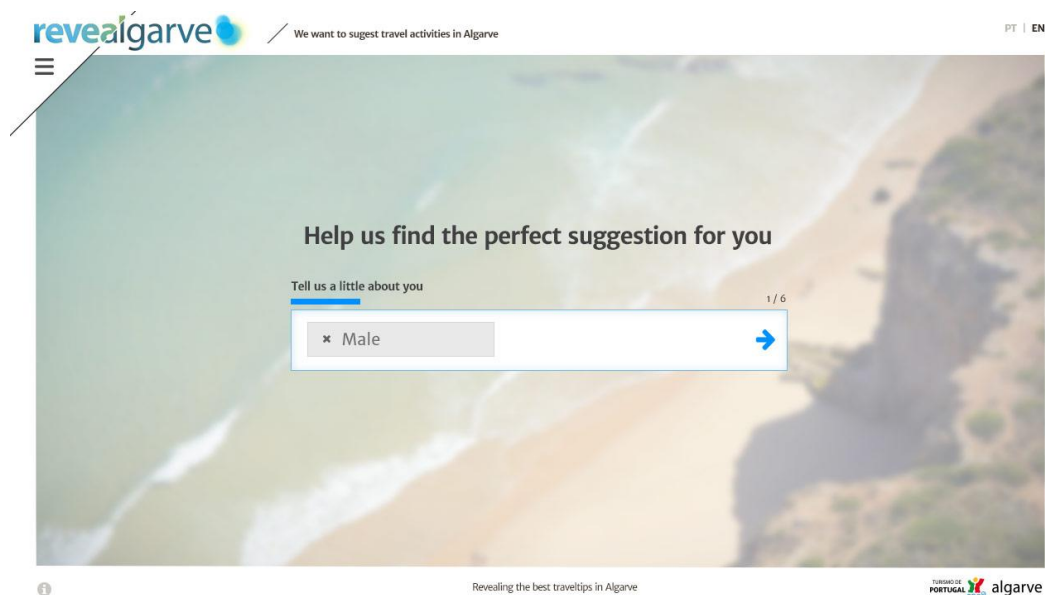 revealgarve
We want to sugest travel activities in Algarve
PT | EN
Help us find the perfect suggestion for you
Tell us a little about you
1 / 6
× Male
Revealing the best traveltips in Algarve
TURISMO DE
PORTUGAL
algarve